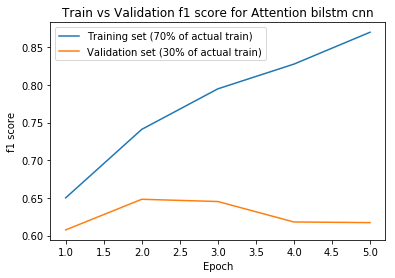 Train vs Validation f1 score for Attention bilstm cnn
Training set (70% of actual train)
Validation set (30% of actual train)
f1 score
0.85
0.80
0.75
0.70
0.65
0.60
1.0 1.5 2.0 2.5 3.0 3.5 4.0 4.5 5.0
Epoch